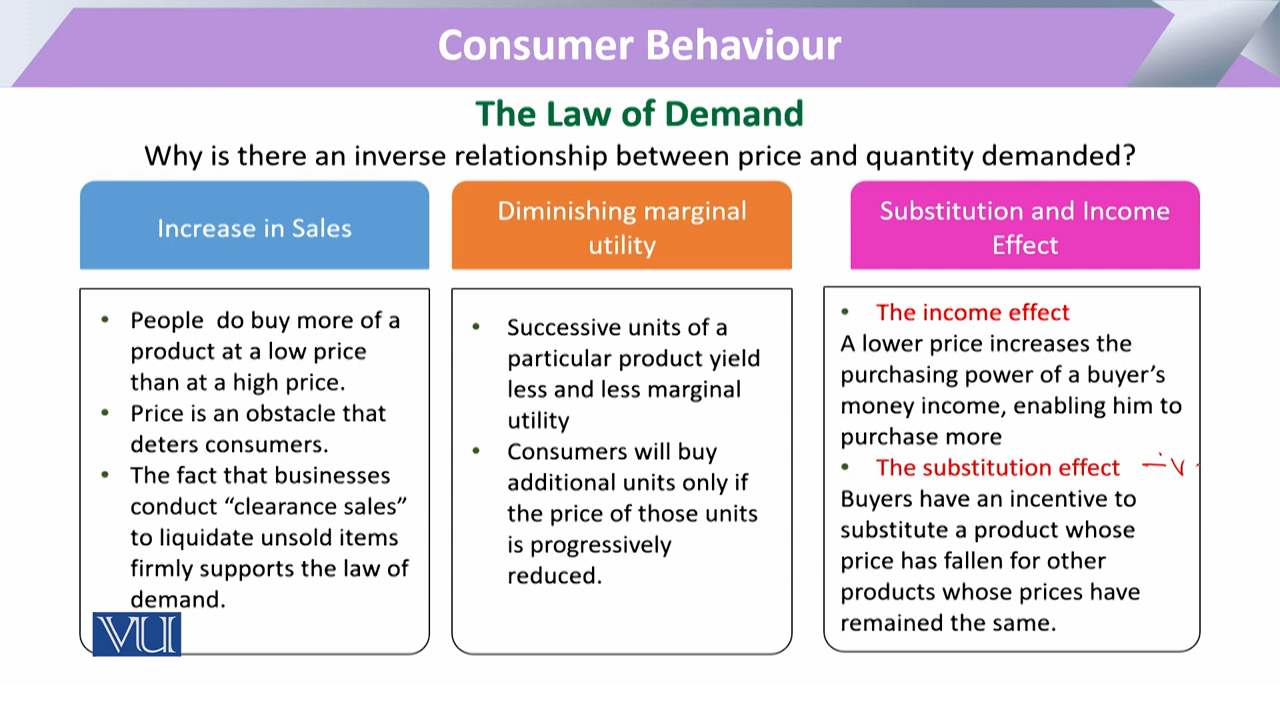 Consumer Behaviour
The Law of Demand
Why is there an inverse relationship between price and quantity demanded?
Increase in Sales
• People do buy more of a
product at a low price
than at a high price.
• Price is an obstacle that
deters consumers.
• The fact that businesses
conduct “clearance sales”
to liquidate unsold items
firmly supports the law of
demand.
VU
Diminishing marginal
utility
• Successive units of a
particular product yield
less and less marginal
utility
• Consumers will buy
additional units only if
the price of those units
is progressively
reduced.
Substitution and Income
Effect
• The income effect
A lower price increases the
purchasing power of a buyer’s
money income, enabling him to
purchase more
• The substitution effect
Buyers have an incentive to
substitute a product whose
price has fallen for other
products whose prices have
remained the same.